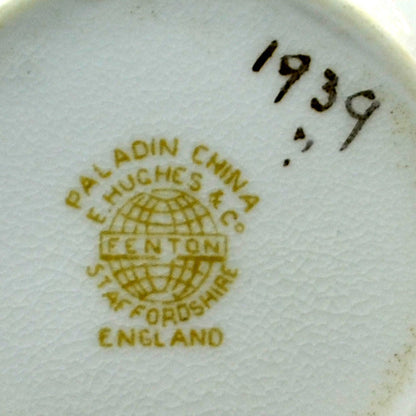 1939
"
PALADIN CHINA
E. HUGHES & Cº
FENTON
STAFFORDSHIRE
ENGLAND